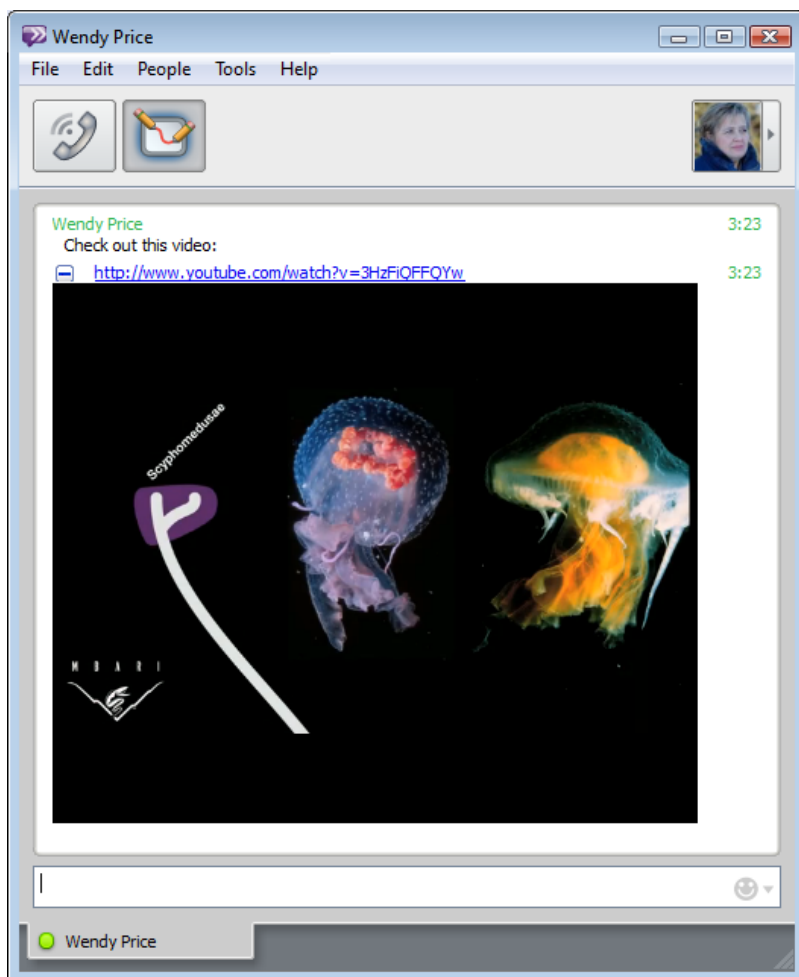 Wendy Price
File Edit People Tools Help
Wendy Price 3:23
Check out this video:
http://www.youtube.com/watch?v=3HzFiQFFQYw 3:23
Scyphomedusae
MBARI
Wendy Price